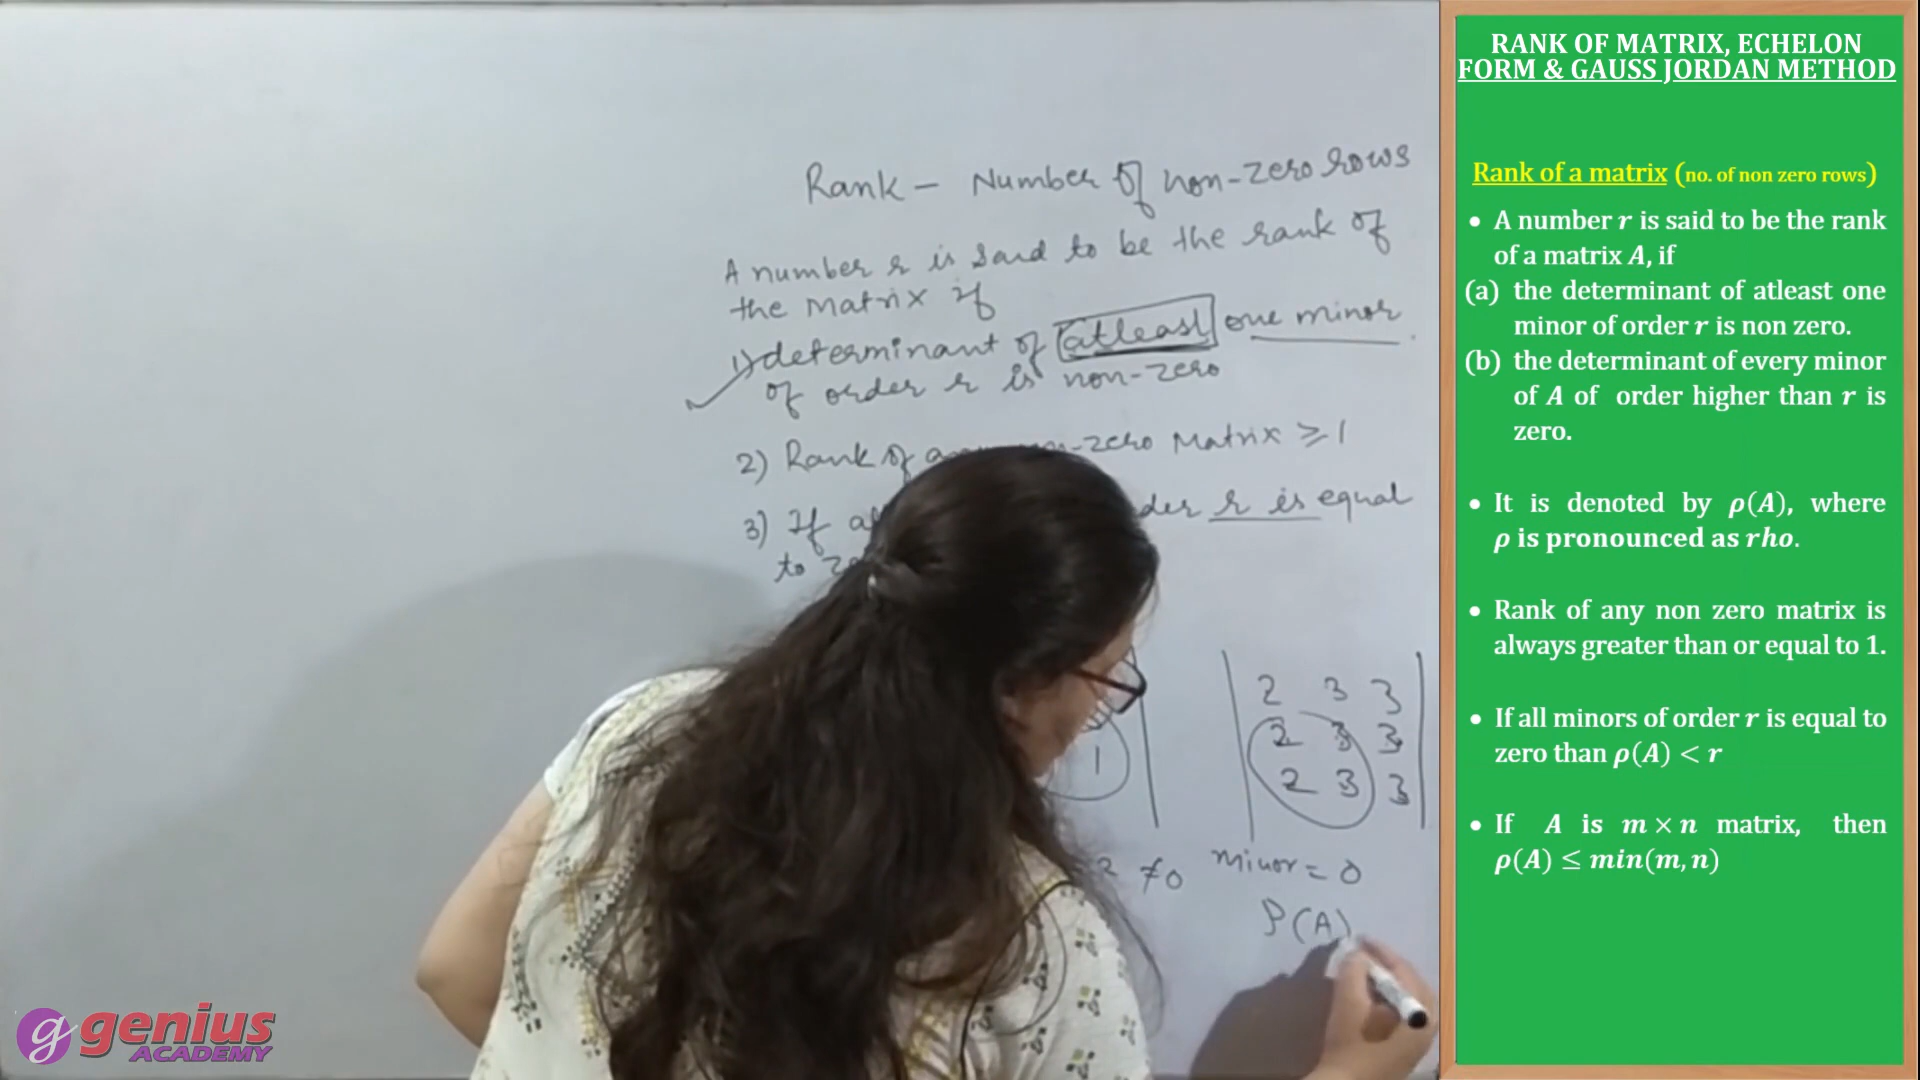 Rank - Number of non-zero rows
A number r is said to be the rank of
the matrix if
1) determinant of atleast one minor
of order r is non-zero
2) Rank of zero matrix ≥ 1
3) If r is equal
to
2 3 3
2 3 3
1
2 3 3
≠0
minor = 0
ρ(A)
RANK OF MATRIX, ECHELON
FORM & GAUSS JORDAN METHOD
Rank of a matrix (no. of non zero rows)
• A number r is said to be the rank
of a matrix A, if
(a) the determinant of atleast one
minor of order r is non zero.
(b) the determinant of every minor
of A of order higher than r is
zero.
• It is denoted by ρ(A), where
ρ is pronounced as rho.
• Rank of any non zero matrix is
always greater than or equal to 1.
• If all minors of order r is equal to
zero than ρ(A) < r
• If A is m × n matrix, then
ρ(A) ≤ min(m, n)
g genius
ACADEMY